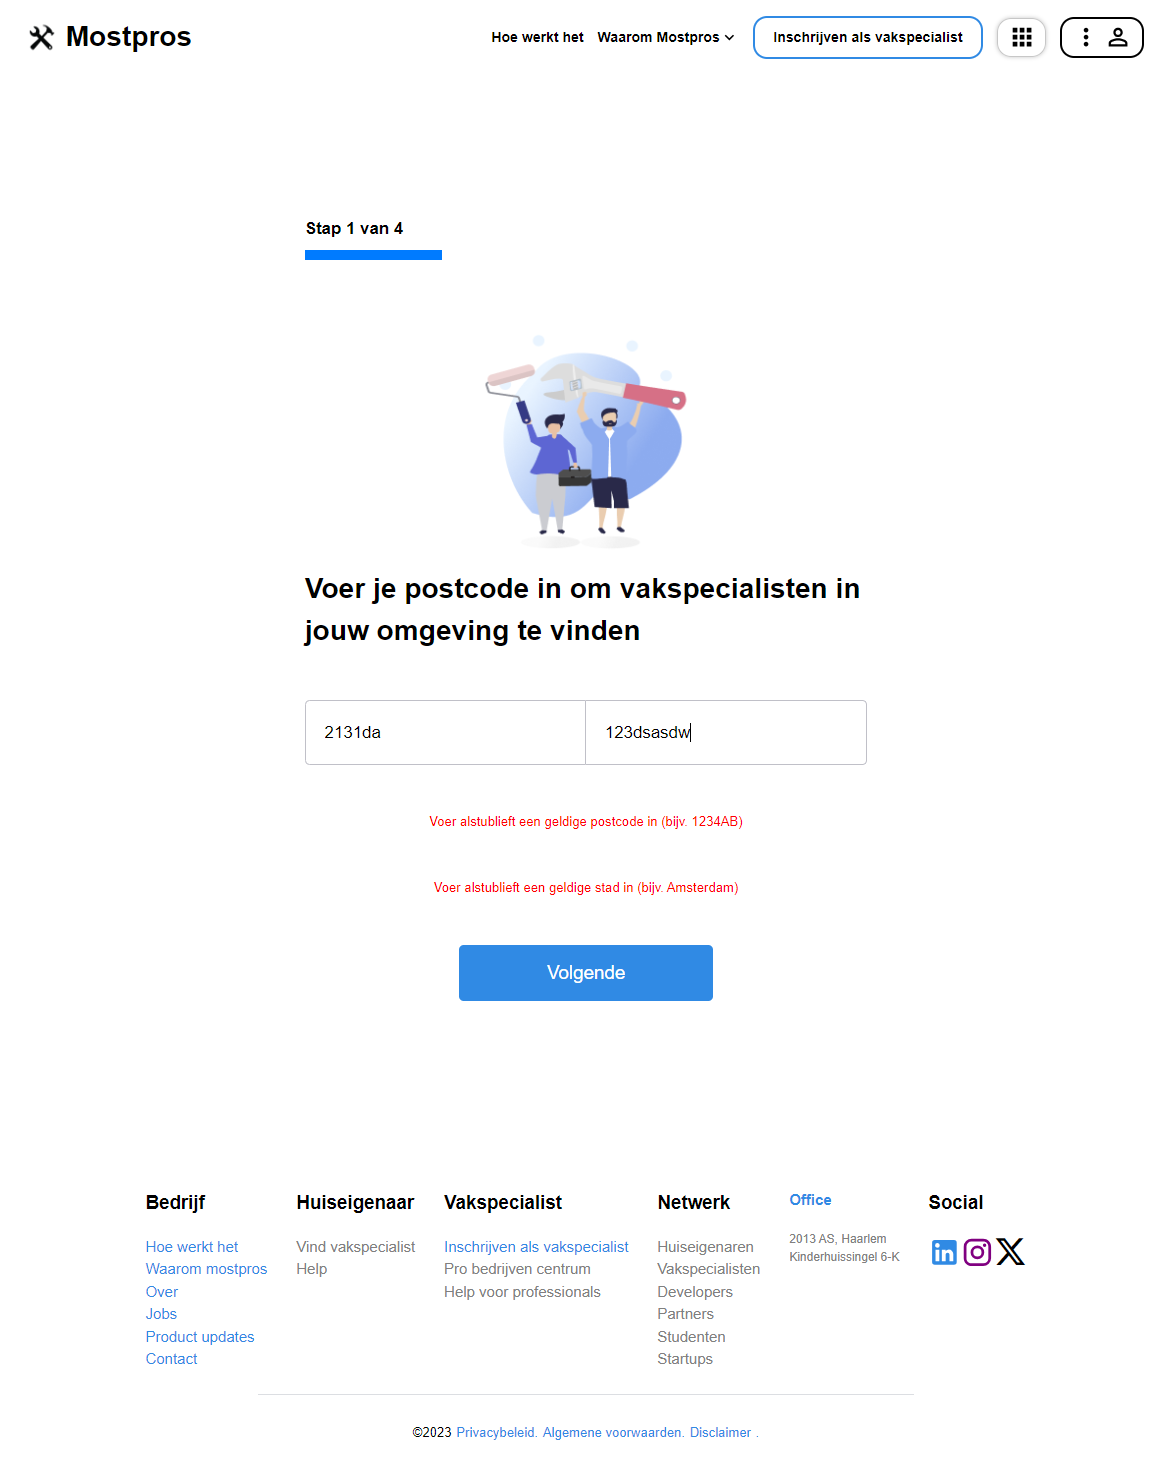 Mostpros
Hoe werkt het
Waarom Mostpros
Inschrijven als vakspecialist
Stap 1 van 4
Voer je postcode in om vakspecialisten in
jouw omgeving te vinden
2131da
123dsasdw
Voer alstublieft een geldige postcode in (bijv. 1234AB)
Voer alstublieft een geldige stad in (bijv. Amsterdam)
Volgende
Bedrijf
Hoe werkt het
Waarom mostpros
Over
Jobs
Product updates
Contact
Huiseigenaar
Vind vakspecialist
Help
Vakspecialist
Inschrijven als vakspecialist
Pro bedrijven centrum
Help voor professionals
Netwerk
Huiseigenaren
Vakspecialisten
Developers
Partners
Studenten
Startups
Office
2013 AS, Haarlem
Kinderhuissingel 6-K
Social
©2023 Privacybeleid. Algemene voorwaarden. Disclaimer .